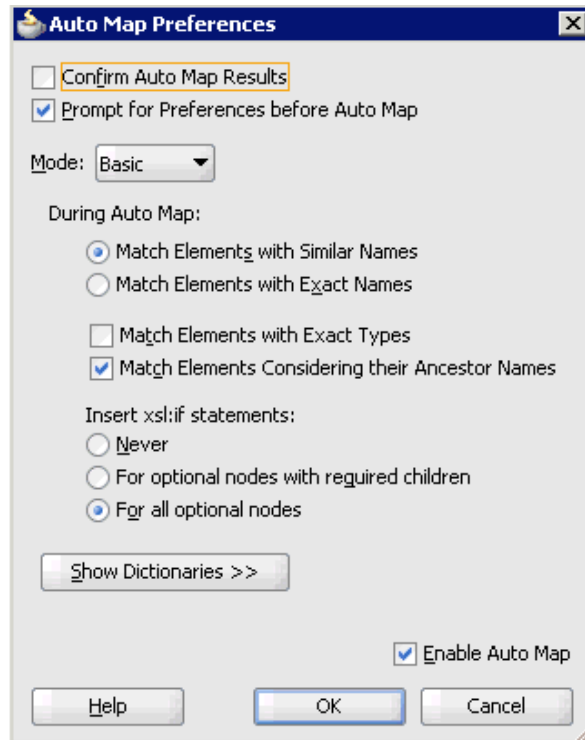 Auto Map Preferences
Confirm Auto Map Results
Prompt for Preferences before Auto Map
Mode: Basic
During Auto Map:
Match Elements with Similar Names
Match Elements with Exact Names
Match Elements with Exact Types
Match Elements Considering their Ancestor Names
Insert xsl:if statements:
Never
For optional nodes with required children
For all optional nodes
Show Dictionaries >>
Enable Auto Map
Help OK Cancel